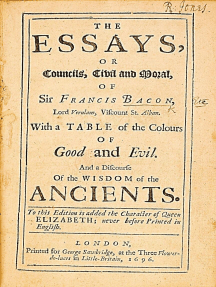 R. Jones.
THE
ESSAYS,
OR
Councils, Civil and Moral,
OF
Sir FRANCIS BACON,
Lord Verulam, Viscount St. Alban.
With a TABLE of the Colours
OF
Good and Evil.
And a Discourse
Of the WISDOM of the
ANCIENTS.
To this Edition is added the Character of Queen
ELIZABETH; never before Printed in
English.
LONDON,
Printed for George Sawbridge, at the Three Flower-
de-luces in Little-Britain, 1696.